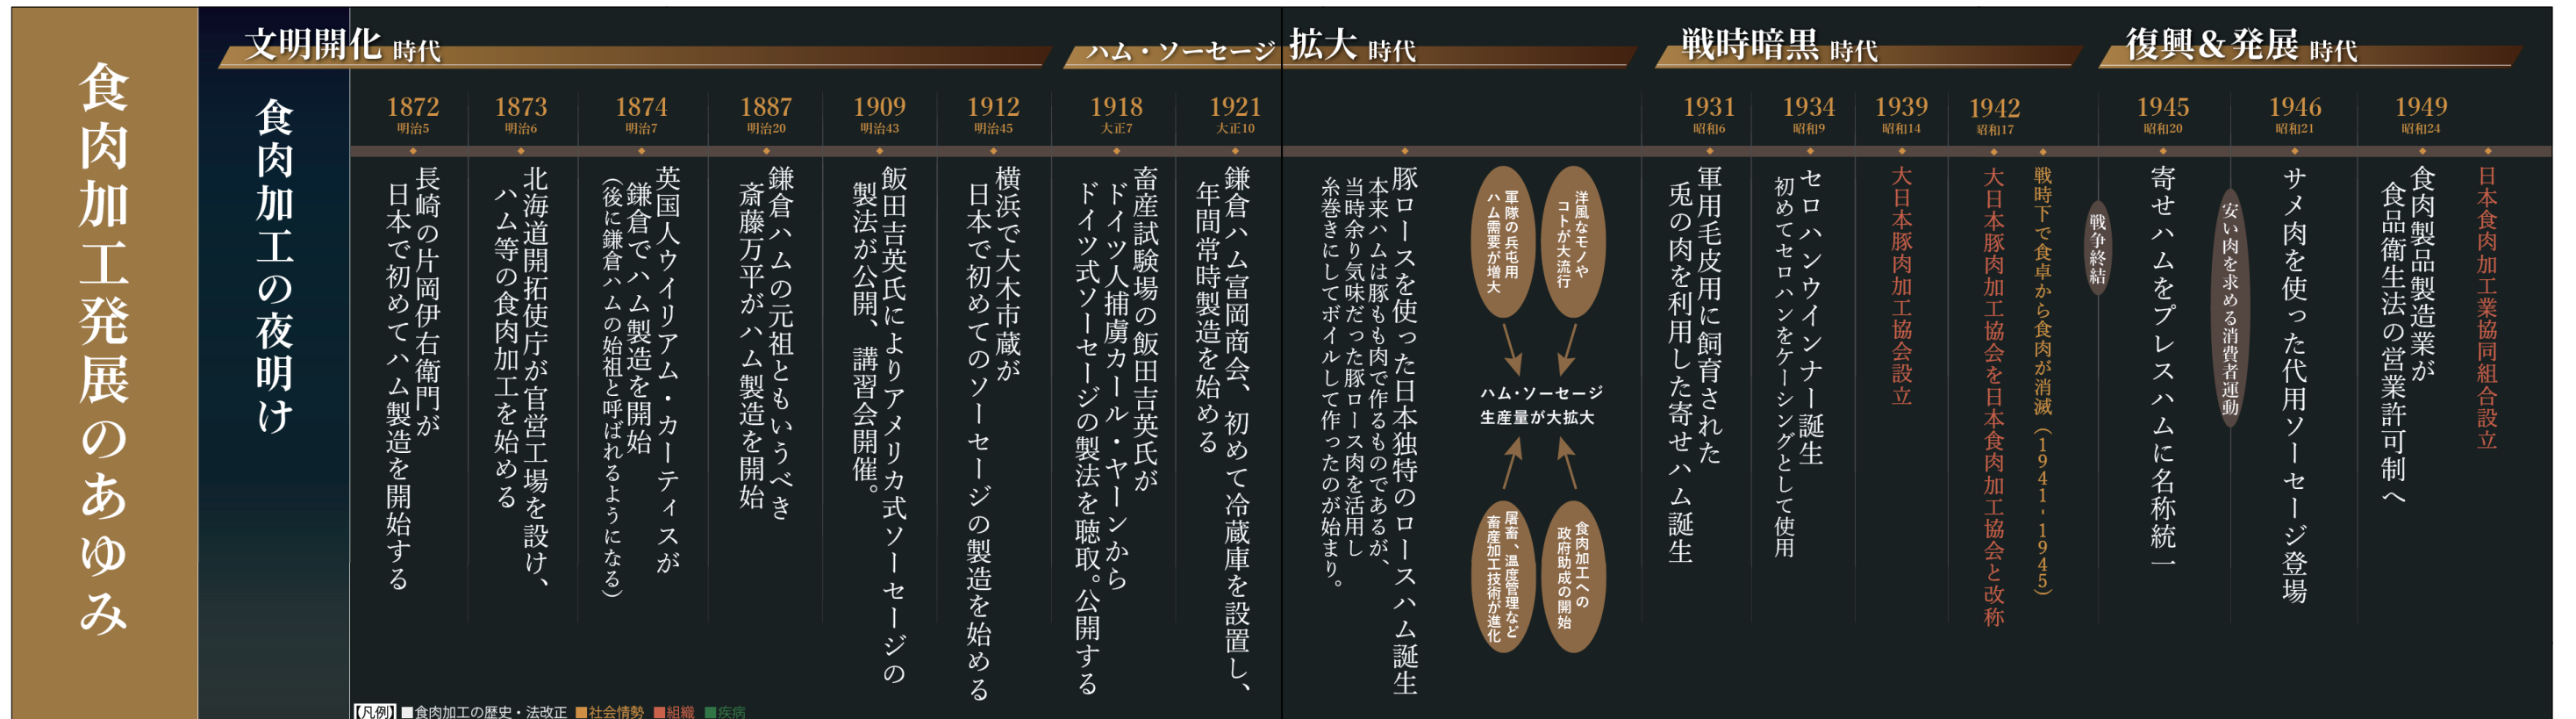 食肉加工発展のあゆみ
食肉加工の夜明け
文明開化 時代
1872
明治5
長崎の片岡伊右衛門が
日本で初めてハム製造を開始する
1873
明治6
北海道開拓使庁が官営工場を設け、
ハム等の食肉加工を始める
1874
明治7
英国人ウイリアム・カーティスが
鎌倉でハム製造を開始
(後に鎌倉ハムの始祖と呼ばれるようになる)
1887
明治20
鎌倉ハムの元祖ともいうべき
斎藤万平がハム製造を開始
1909
明治43
飯田吉英氏によりアメリカ式ソーセージの
製法が公開、講習会開催。
1912
明治45
横浜で大木市蔵が
日本で初めてのソーセージの製造を始める
ハム・ソーセージ 拡大 時代
1918
大正7
畜産試験場の飯田吉英氏が
ドイツ人捕虜カール・ヤーンから
ドイツ式ソーセージの製法を聴取。公開する
1921
大正10
鎌倉ハム富岡商会、初めて冷蔵庫を設置し、
年間常時製造を始める
豚ロースを使った日本独特のロースハム誕生
本来ハムは豚もも肉で作るものであるが、
当時余り気味だった豚ロース肉を活用し
糸巻きにしてボイルして作ったのが始まり。
洋風なモノや
コトが大流行
軍隊の兵屯用
ハム需要が増大
ハム・ソーセージ
生産量が大拡大
食肉加工への
政府助成の開始
屠畜、温度管理など
畜産加工技術が進化
戦時暗黒 時代
1931
昭和6
軍用毛皮用に飼育された
兎の肉を利用した寄せハム誕生
1934
昭和9
セロハンウインナー誕生
初めてセロハンをケーシングとして使用
1939
昭和14
大日本豚肉加工協会設立
1942
昭和17
大日本豚肉加工協会を日本食肉加工協会と改称
戦時下で食卓から食肉が消滅(1941-1945)
戦争終結
復興&発展 時代
1945
昭和20
寄せハムをプレスハムに名称統一
安い肉を求める消費者運動
1946
昭和21
サメ肉を使った代用ソーセージ登場
1949
昭和24
食肉製品製造業が
食品衛生法の営業許可制へ
日本食肉加工業協同組合設立
【凡例】■食肉加工の歴史・法改正 ■社会情勢 ■組織 ■疾病